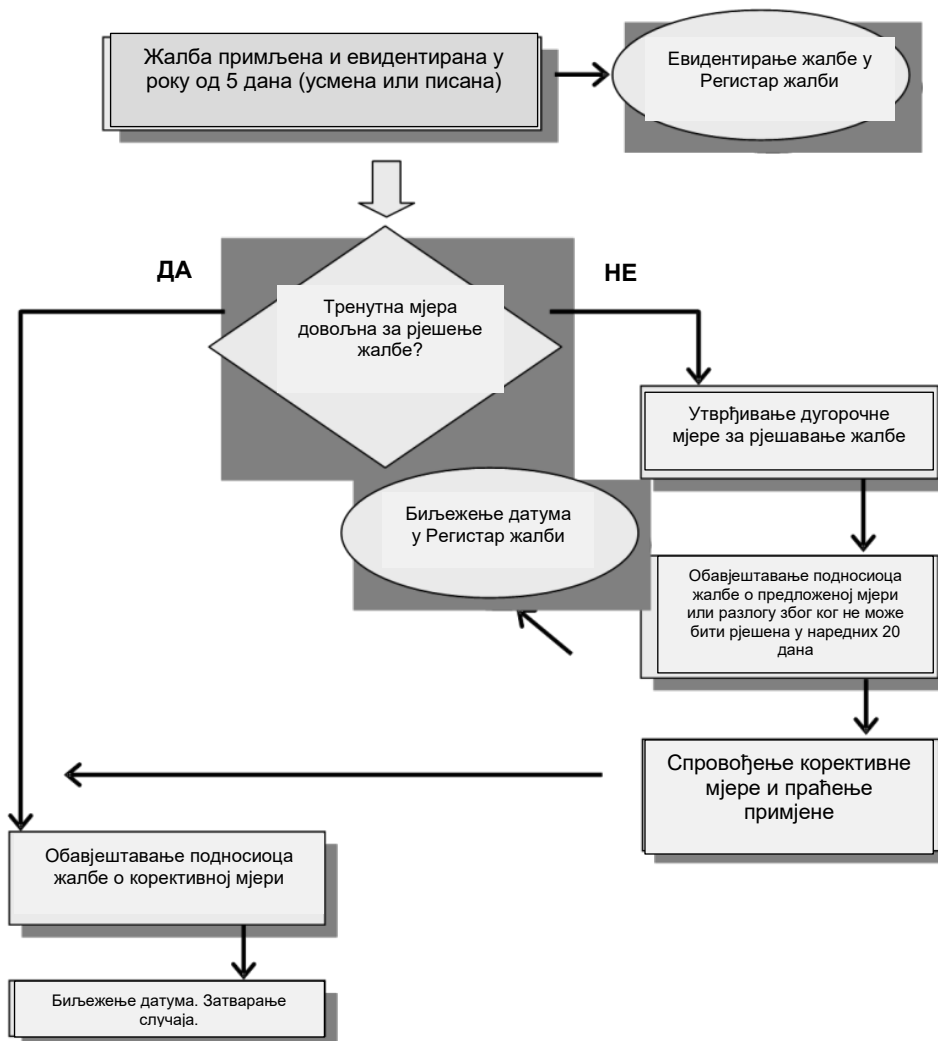 Жалба примљена и евидентирана у
року од 5 дана (усмена или писана)
Евидентирање жалбе у
Регистар жалби
ДА
НЕ
Тренутна мјера
довољна за рјешење
жалбе?
Утврђивање дугорочне
мјере за рјешавање жалбе
Биљежење датума
у Регистар жалби
Обавјештавање подносиоца
жалбе о предложеној мјери
или разлогу због ког не може
бити рјешена у наредних 20
дана
Спровођење корективне
мјере и праћење
примјене
Обавјештавање подносиоца
жалбе о корективној мјери
Биљежење датума. Затварање
случаја.